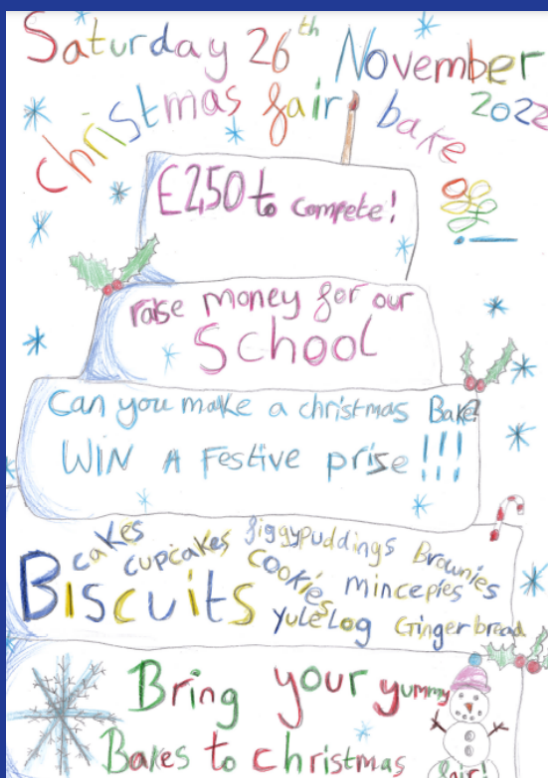 Saturday 26th November
2022
christmas fair bake
off!
£2.50 to compete!
raise money for our
School
Can you make a christmas Bake?
WIN A Festive prise!!!
cakes
cupcakes
figgypuddings
Brownies
Biscuits
cookies
mincepies
yuleLog
Gingerbread
Bring your yummy
Bakes to christmas
fair!